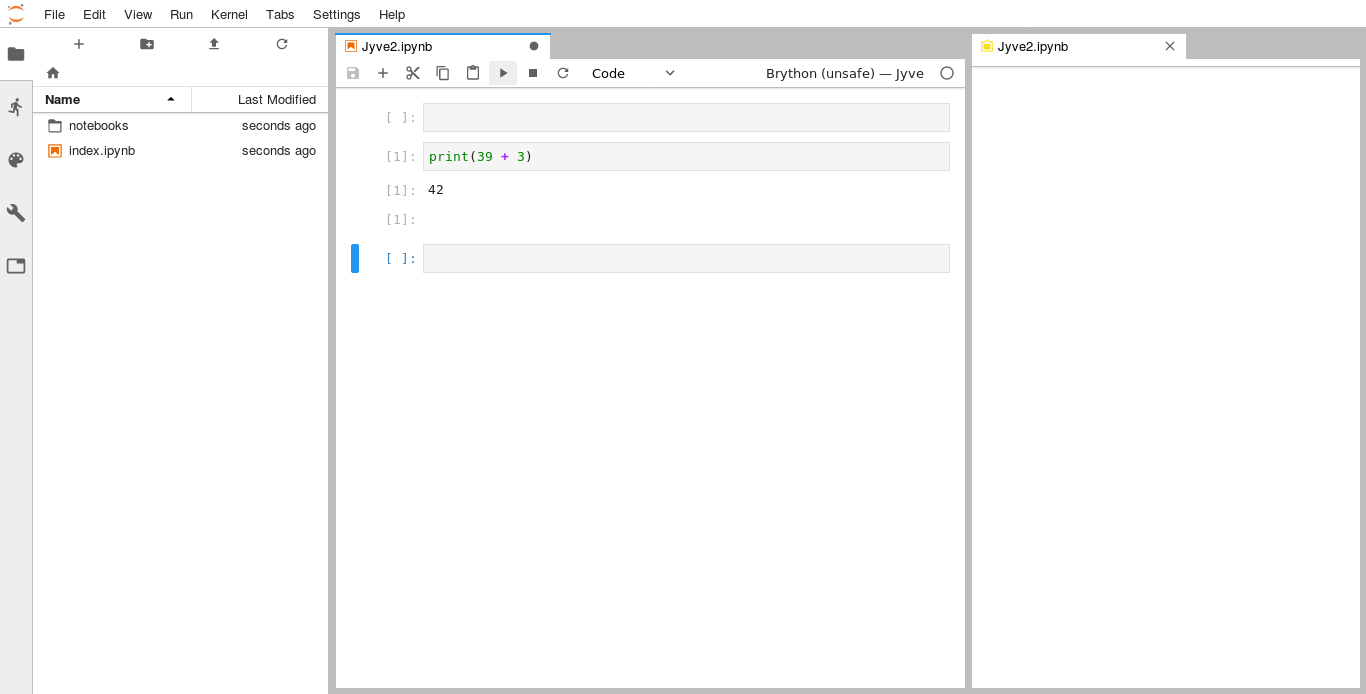 File Edit View Run Kernel Tabs Settings Help
Jyve2.ipynb
Jyve2.ipynb
Code
Brython (unsafe) — Jyve
Name Last Modified
notebooks seconds ago
index.ipynb seconds ago
[ ]:
[1]: print(39 + 3)
[1]: 42
[1]:
[ ]: